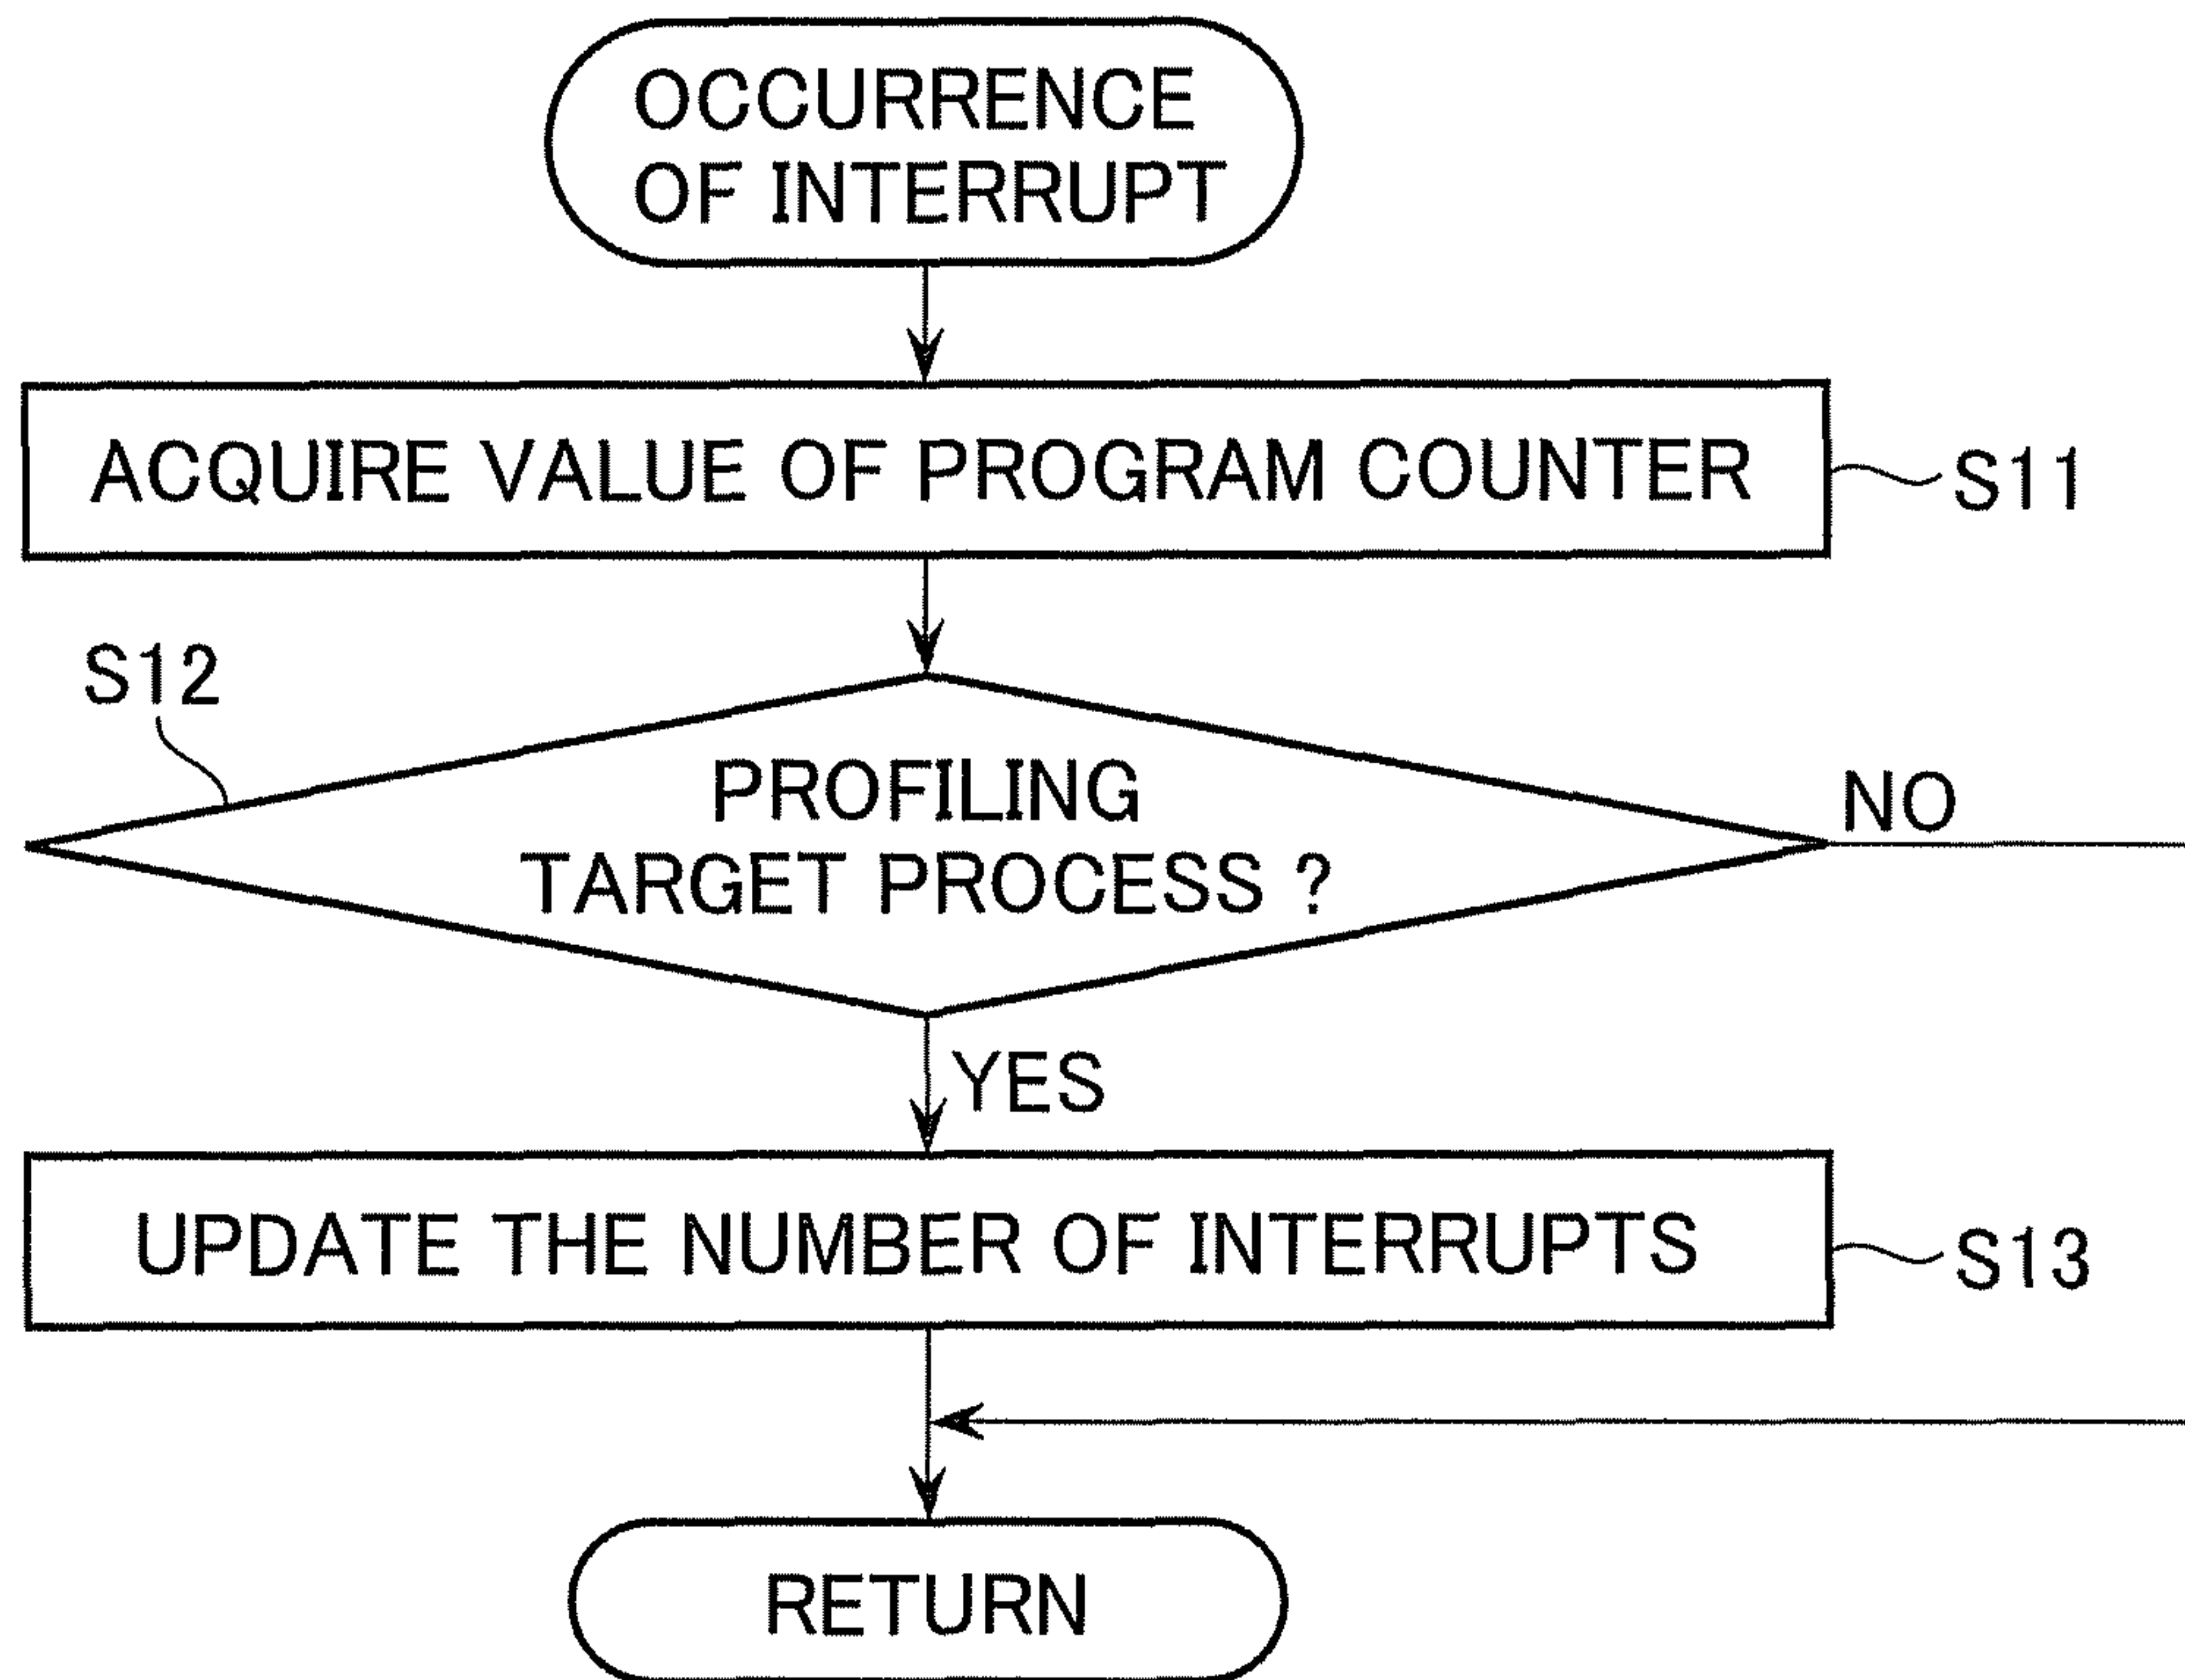 OCCURRENCE
OF INTERRUPT
ACQUIRE VALUE OF PROGRAM COUNTER
S11
S12
PROFILING
TARGET PROCESS ?
NO
YES
UPDATE THE NUMBER OF INTERRUPTS
S13
RETURN